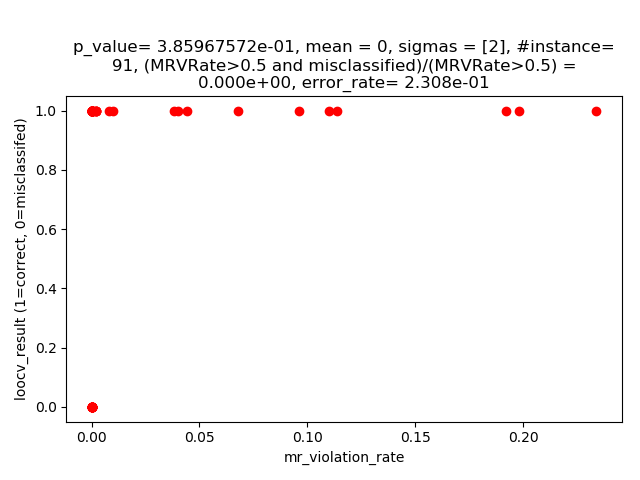 p_value= 3.85967572e-01, mean = 0, sigmas = [2], #instance=
91, (MRVRate>0.5 and misclassified)/(MRVRate>0.5) =
0.000e+00, error_rate= 2.308e-01
loocv_result (1=correct, 0=misclassifed)
1.0
0.8
0.6
0.4
0.2
0.0
0.00 0.05 0.10 0.15 0.20
mr_violation_rate